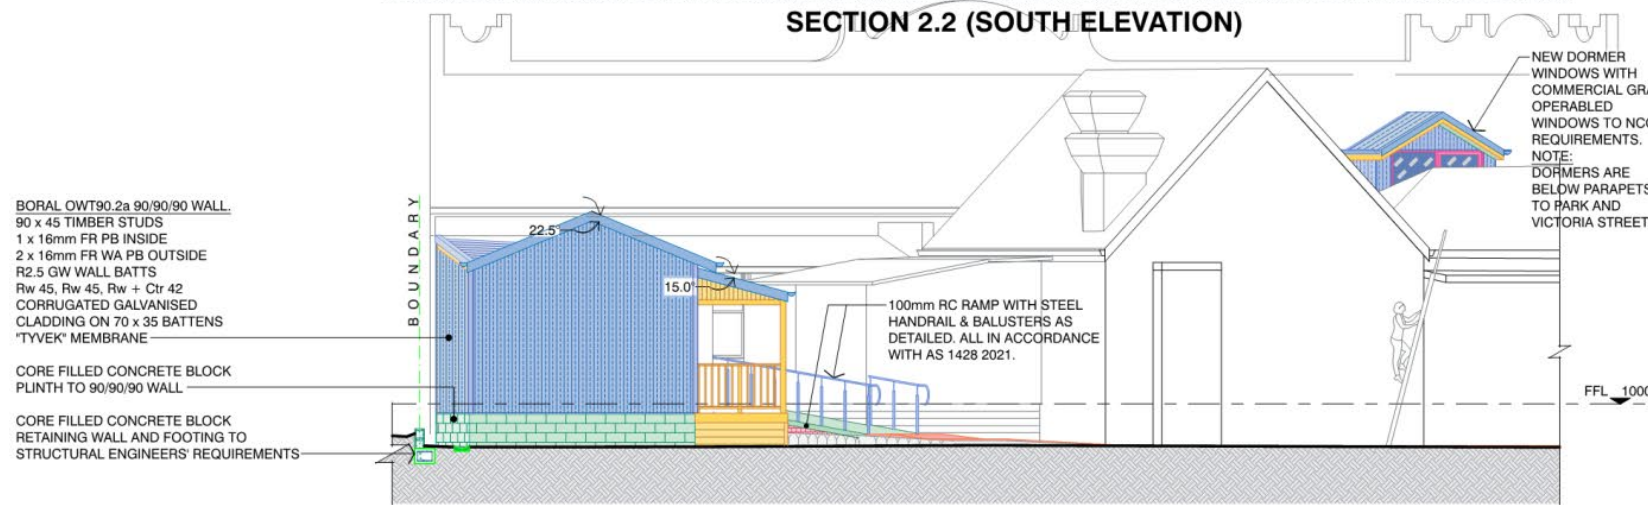 SECTION 2.2 (SOUTH ELEVATION)
NEW DORMER
WINDOWS WITH
COMMERCIAL GRA
OPERABLED
WINDOWS TO NCC
REQUIREMENTS.
NOTE:
DORMERS ARE
BELOW PARAPETS
TO PARK AND
VICTORIA STREET
BORAL OWT90.2a 90/90/90 WALL.
90 x 45 TIMBER STUDS
1 x 16mm FR PB INSIDE
2 x 16mm FR WA PB OUTSIDE
R2.5 GW WALL BATTS
Rw 45, Rw 45, Rw + Ctr 42
CORRUGATED GALVANISED
CLADDING ON 70 x 35 BATTENS
"TYVEK" MEMBRANE
CORE FILLED CONCRETE BLOCK
PLINTH TO 90/90/90 WALL
CORE FILLED CONCRETE BLOCK
RETAINING WALL AND FOOTING TO
STRUCTURAL ENGINEERS' REQUIREMENTS
BOUNDARY
22.5°
15.0°
100mm RC RAMP WITH STEEL
HANDRAIL & BALUSTERS AS
DETAILED. ALL IN ACCORDANCE
WITH AS 1428 2021.
FFL 1000